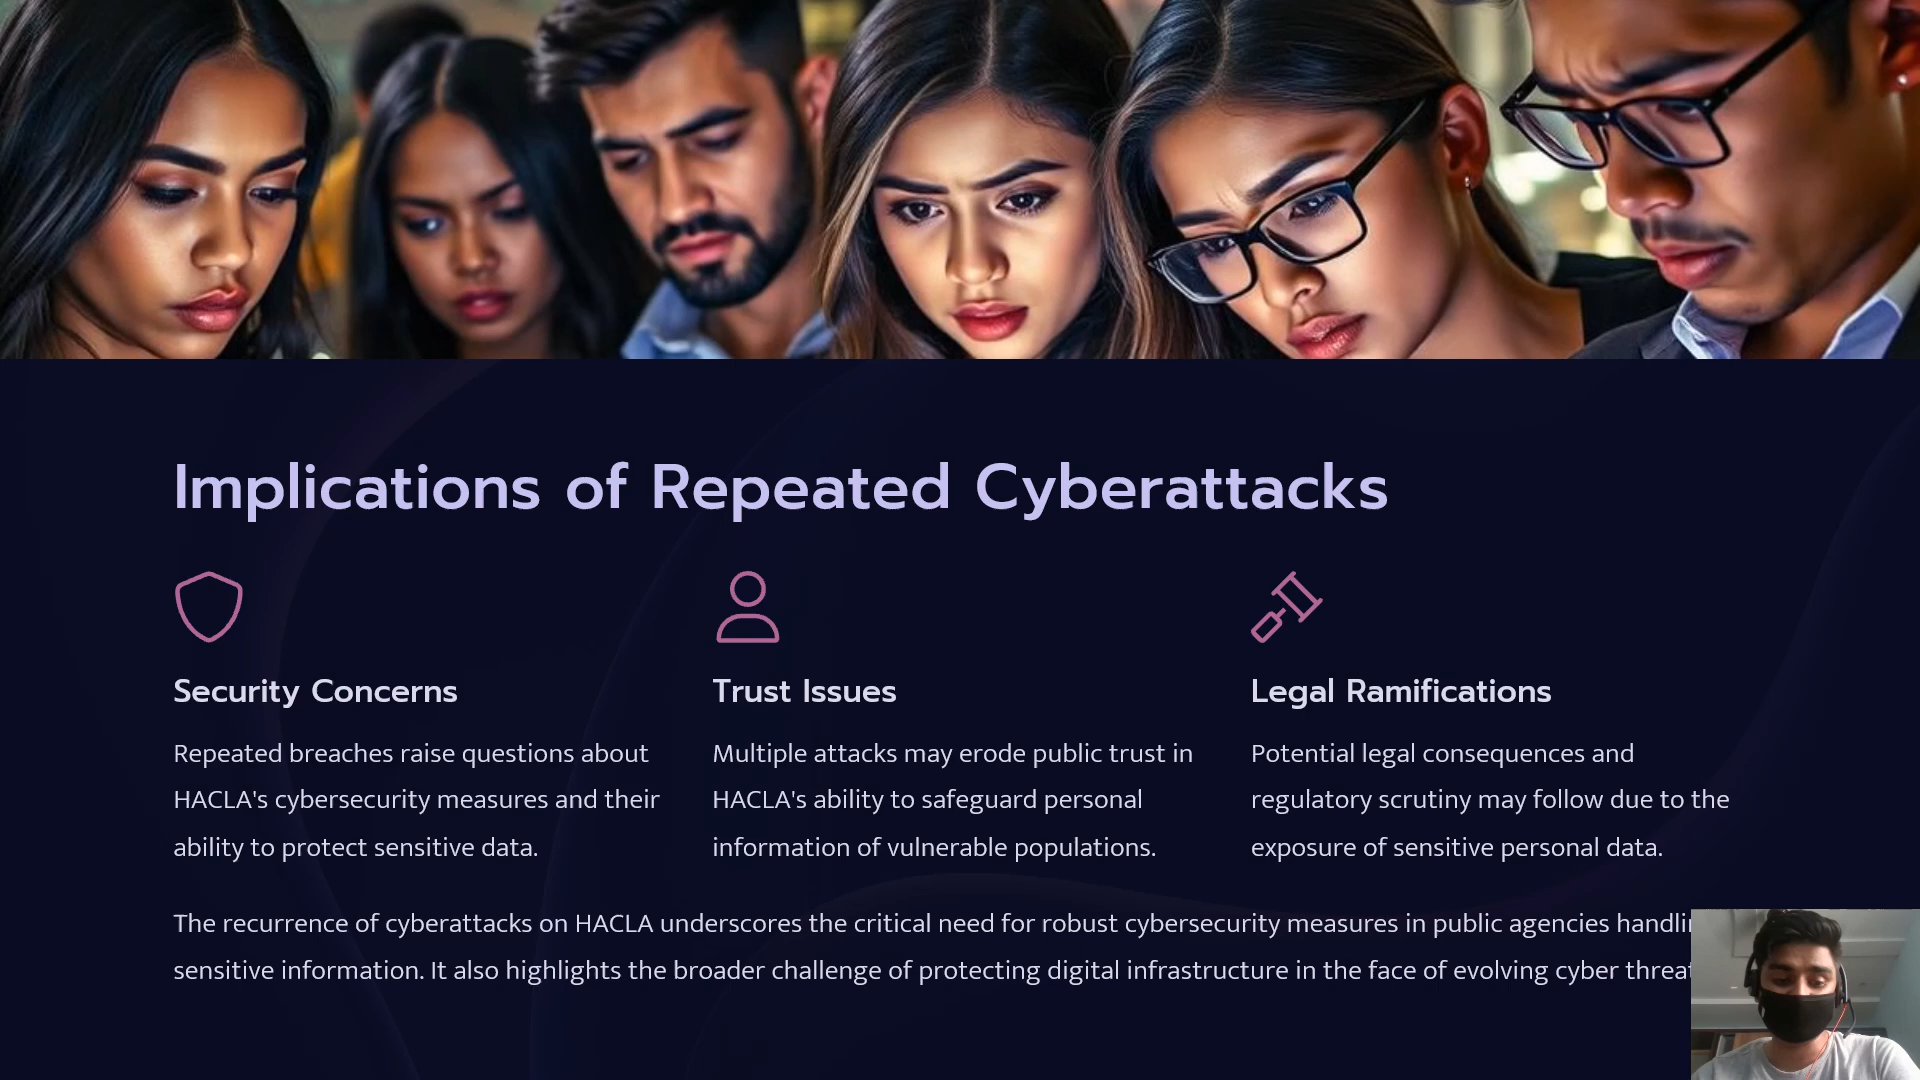 Implications of Repeated Cyberattacks
Security Concerns
Repeated breaches raise questions about
HACLA's cybersecurity measures and their
ability to protect sensitive data.
Trust Issues
Multiple attacks may erode public trust in
HACLA's ability to safeguard personal
information of vulnerable populations.
Legal Ramifications
Potential legal consequences and
regulatory scrutiny may follow due to the
exposure of sensitive personal data.
The recurrence of cyberattacks on HACLA underscores the critical need for robust cybersecurity measures in public agencies
sensitive information. It also highlights the broader challenge of protecting digital infrastructure in the face of evolving cyber